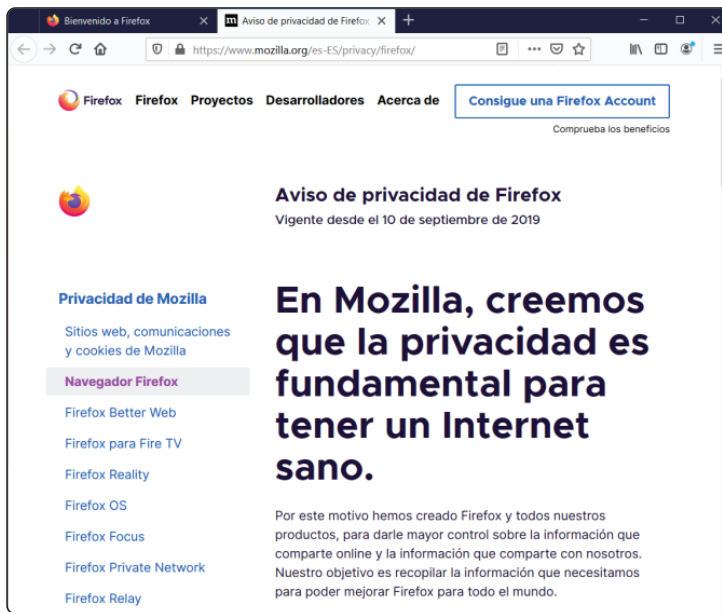 Bienvenido a Firefox
Aviso de privacidad de Firefox
https://www.mozilla.org/es-ES/privacy/firefox/
Firefox Firefox Proyectos Desarrolladores Acerca de Consigue una Firefox Account
Comprueba los beneficios
Aviso de privacidad de Firefox
Vigente desde el 10 de septiembre de 2019
Privacidad de Mozilla
Sitios web, comunicaciones
y cookies de Mozilla
Navegador Firefox
Firefox Better Web
Firefox para Fire TV
Firefox Reality
Firefox OS
Firefox Focus
Firefox Private Network
Firefox Relay
En Mozilla, creemos
que la privacidad es
fundamental para
tener un Internet
sano.
Por este motivo hemos creado Firefox y todos nuestros
productos, para darle mayor control sobre la información que
comparte online y la información que comparte con nosotros.
Nuestro objetivo es recopilar la información que necesitamos
para poder mejorar Firefox para todo el mundo.